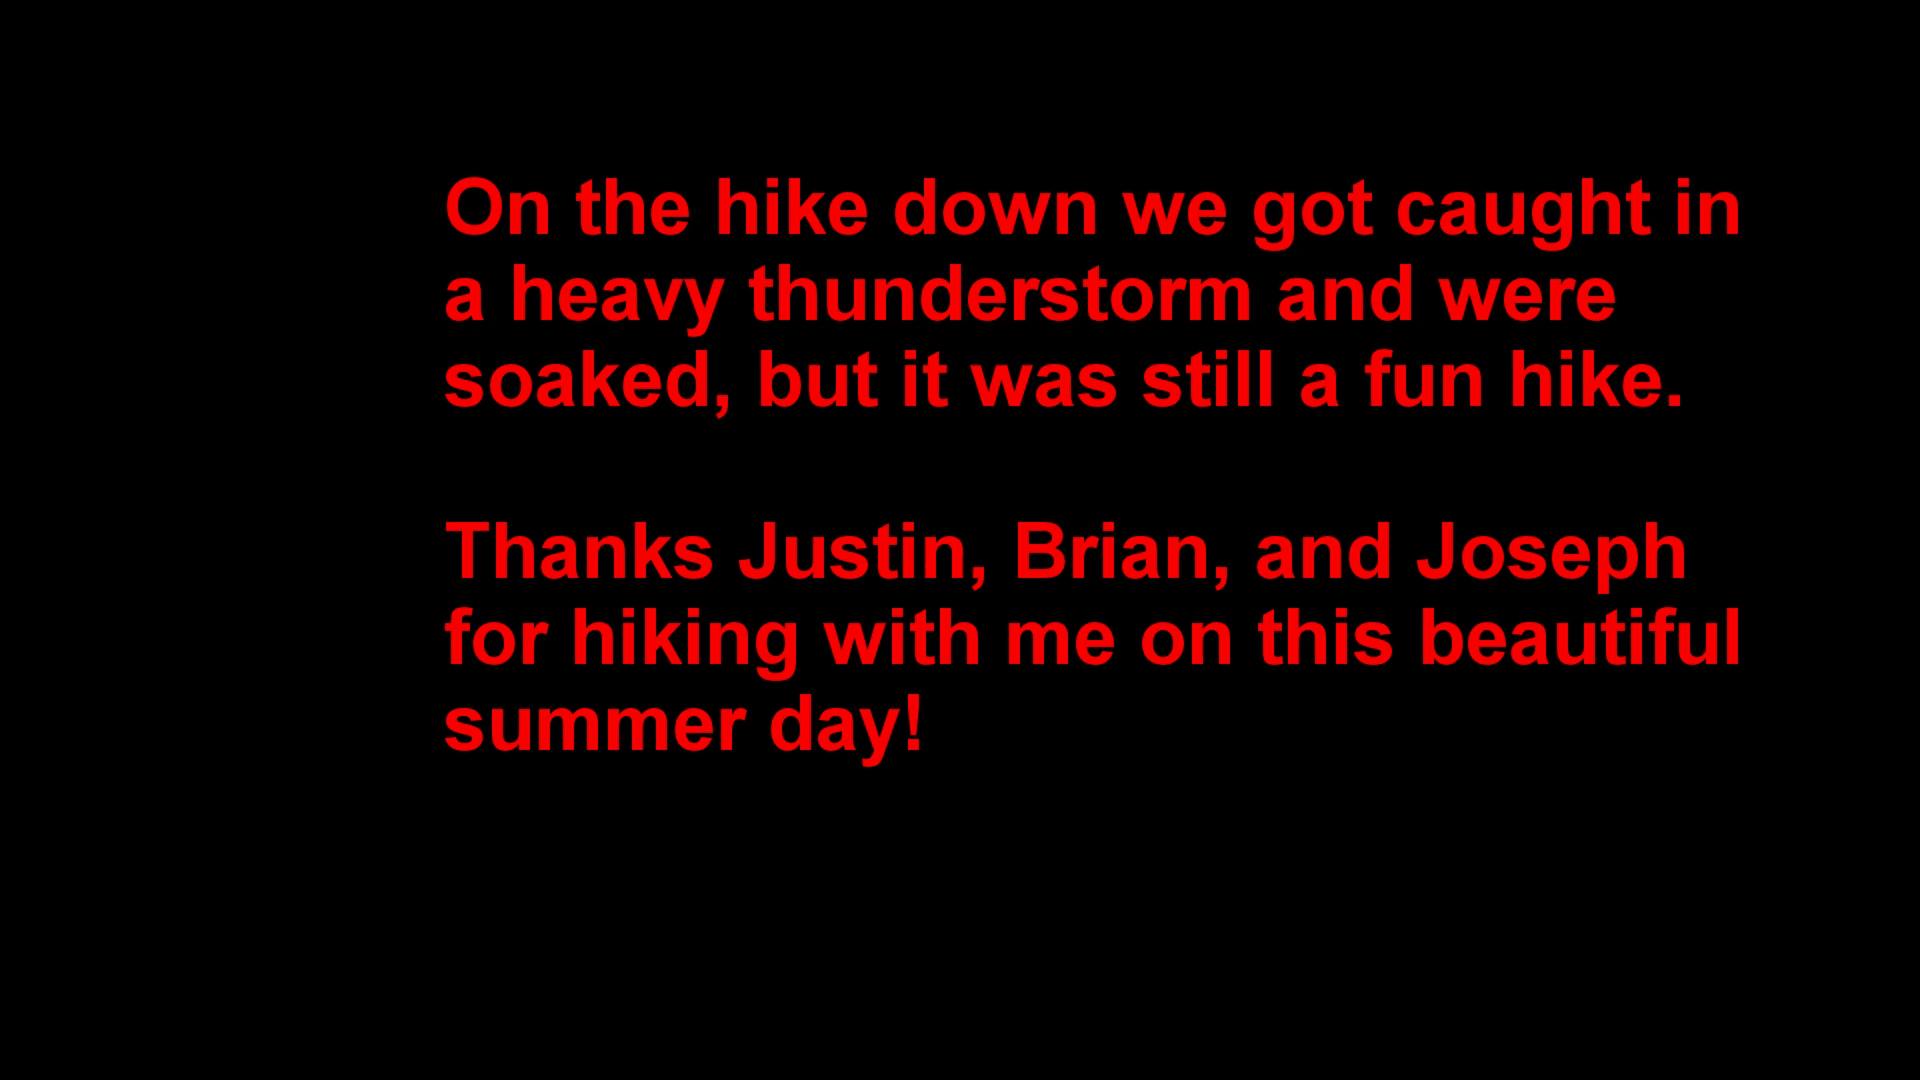 On the hike down we got caught in
a heavy thunderstorm and were
soaked, but it was still a fun hike.
Thanks Justin, Brian, and Joseph
for hiking with me on this beautiful
summer day!